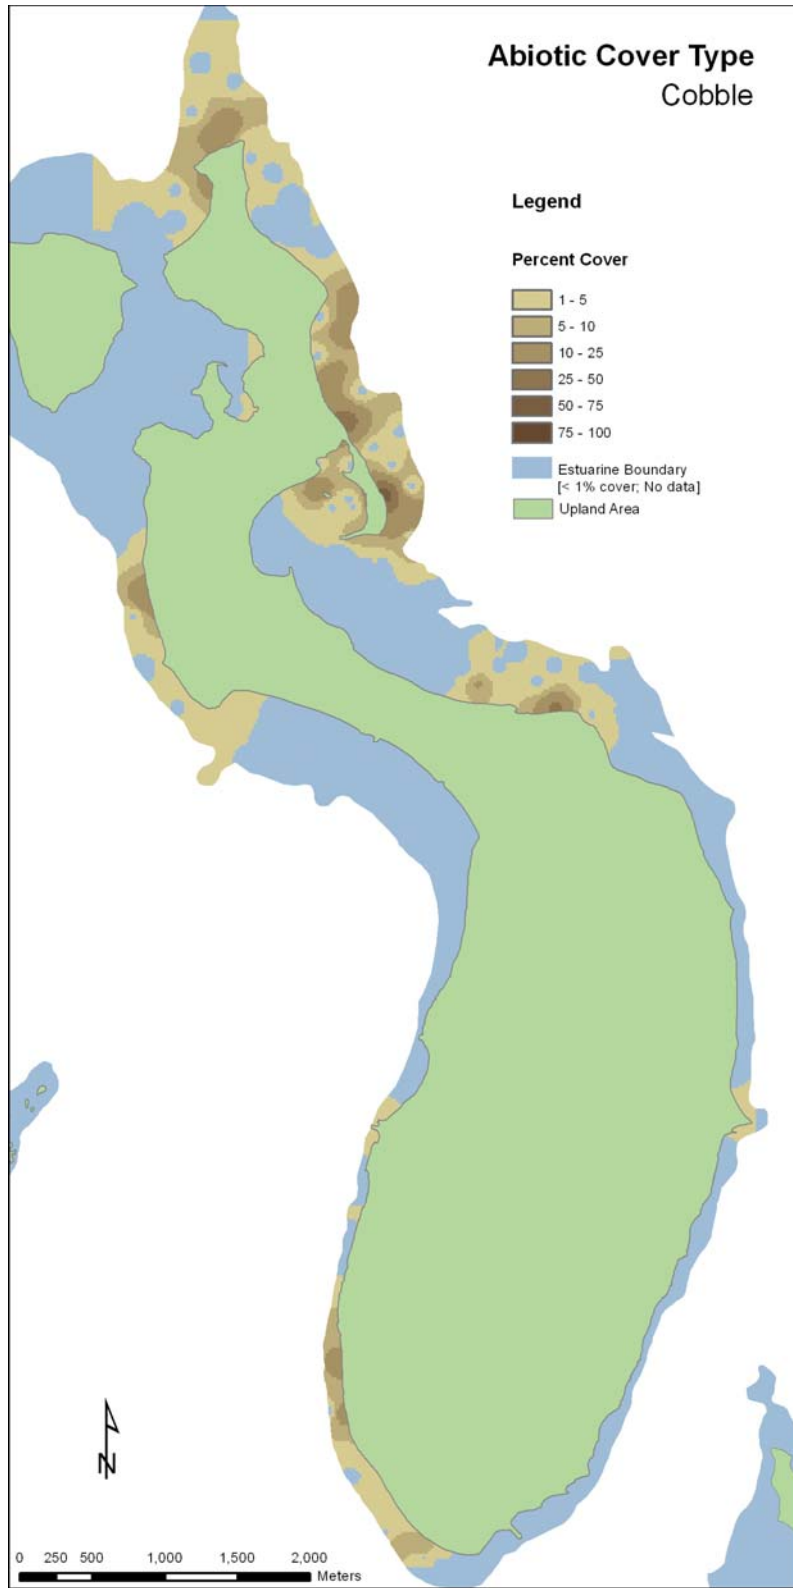 Abiotic Cover Type
Cobble
Legend
Percent Cover
1 - 5
5 - 10
10 - 25
25 - 50
50 - 75
75 - 100
Estuarine Boundary
[< 1% cover; No data]
Upland Area
N
0 250 500 1,000 1,500 2,000
Meters